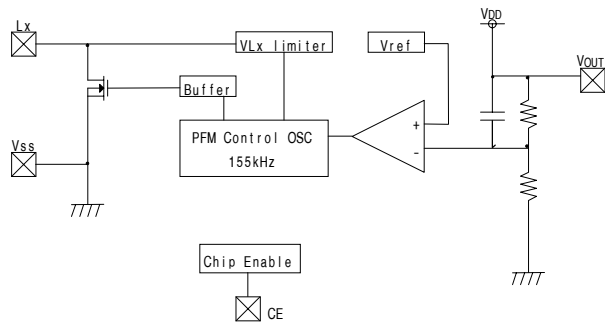 Lx
VLx limiter
Vref
VDD
VOUT
Buffer
Vss
PFM Control OSC
155kHz
+
-
Chip Enable
CE